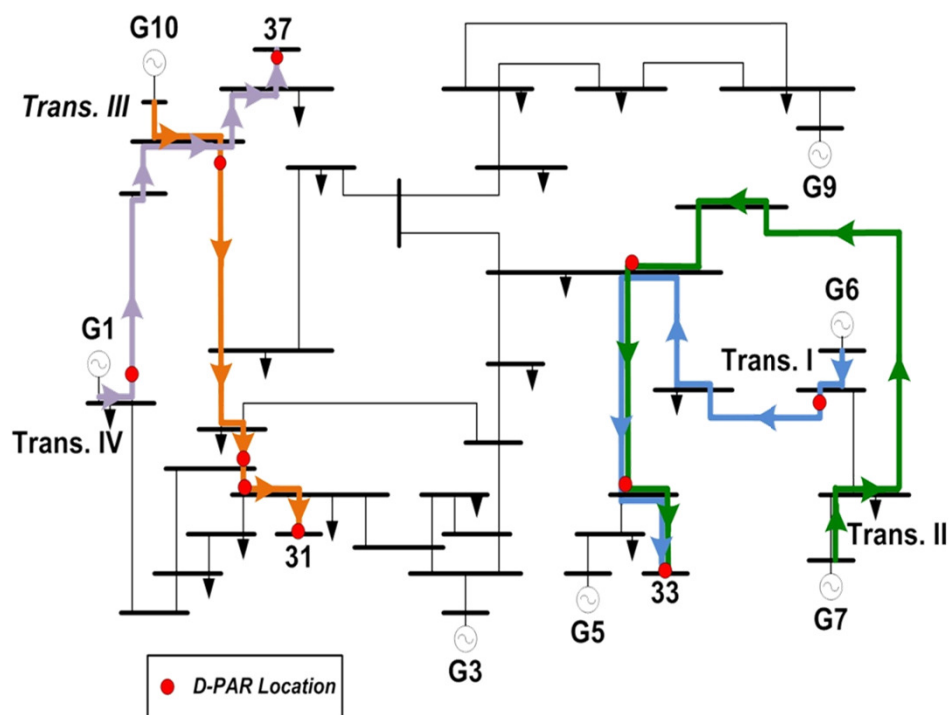 G10
37
Trans. III
G9
G6
G1
Trans. I
Trans. IV
Trans. II
31
33
G5
G7
G3
D-PAR Location